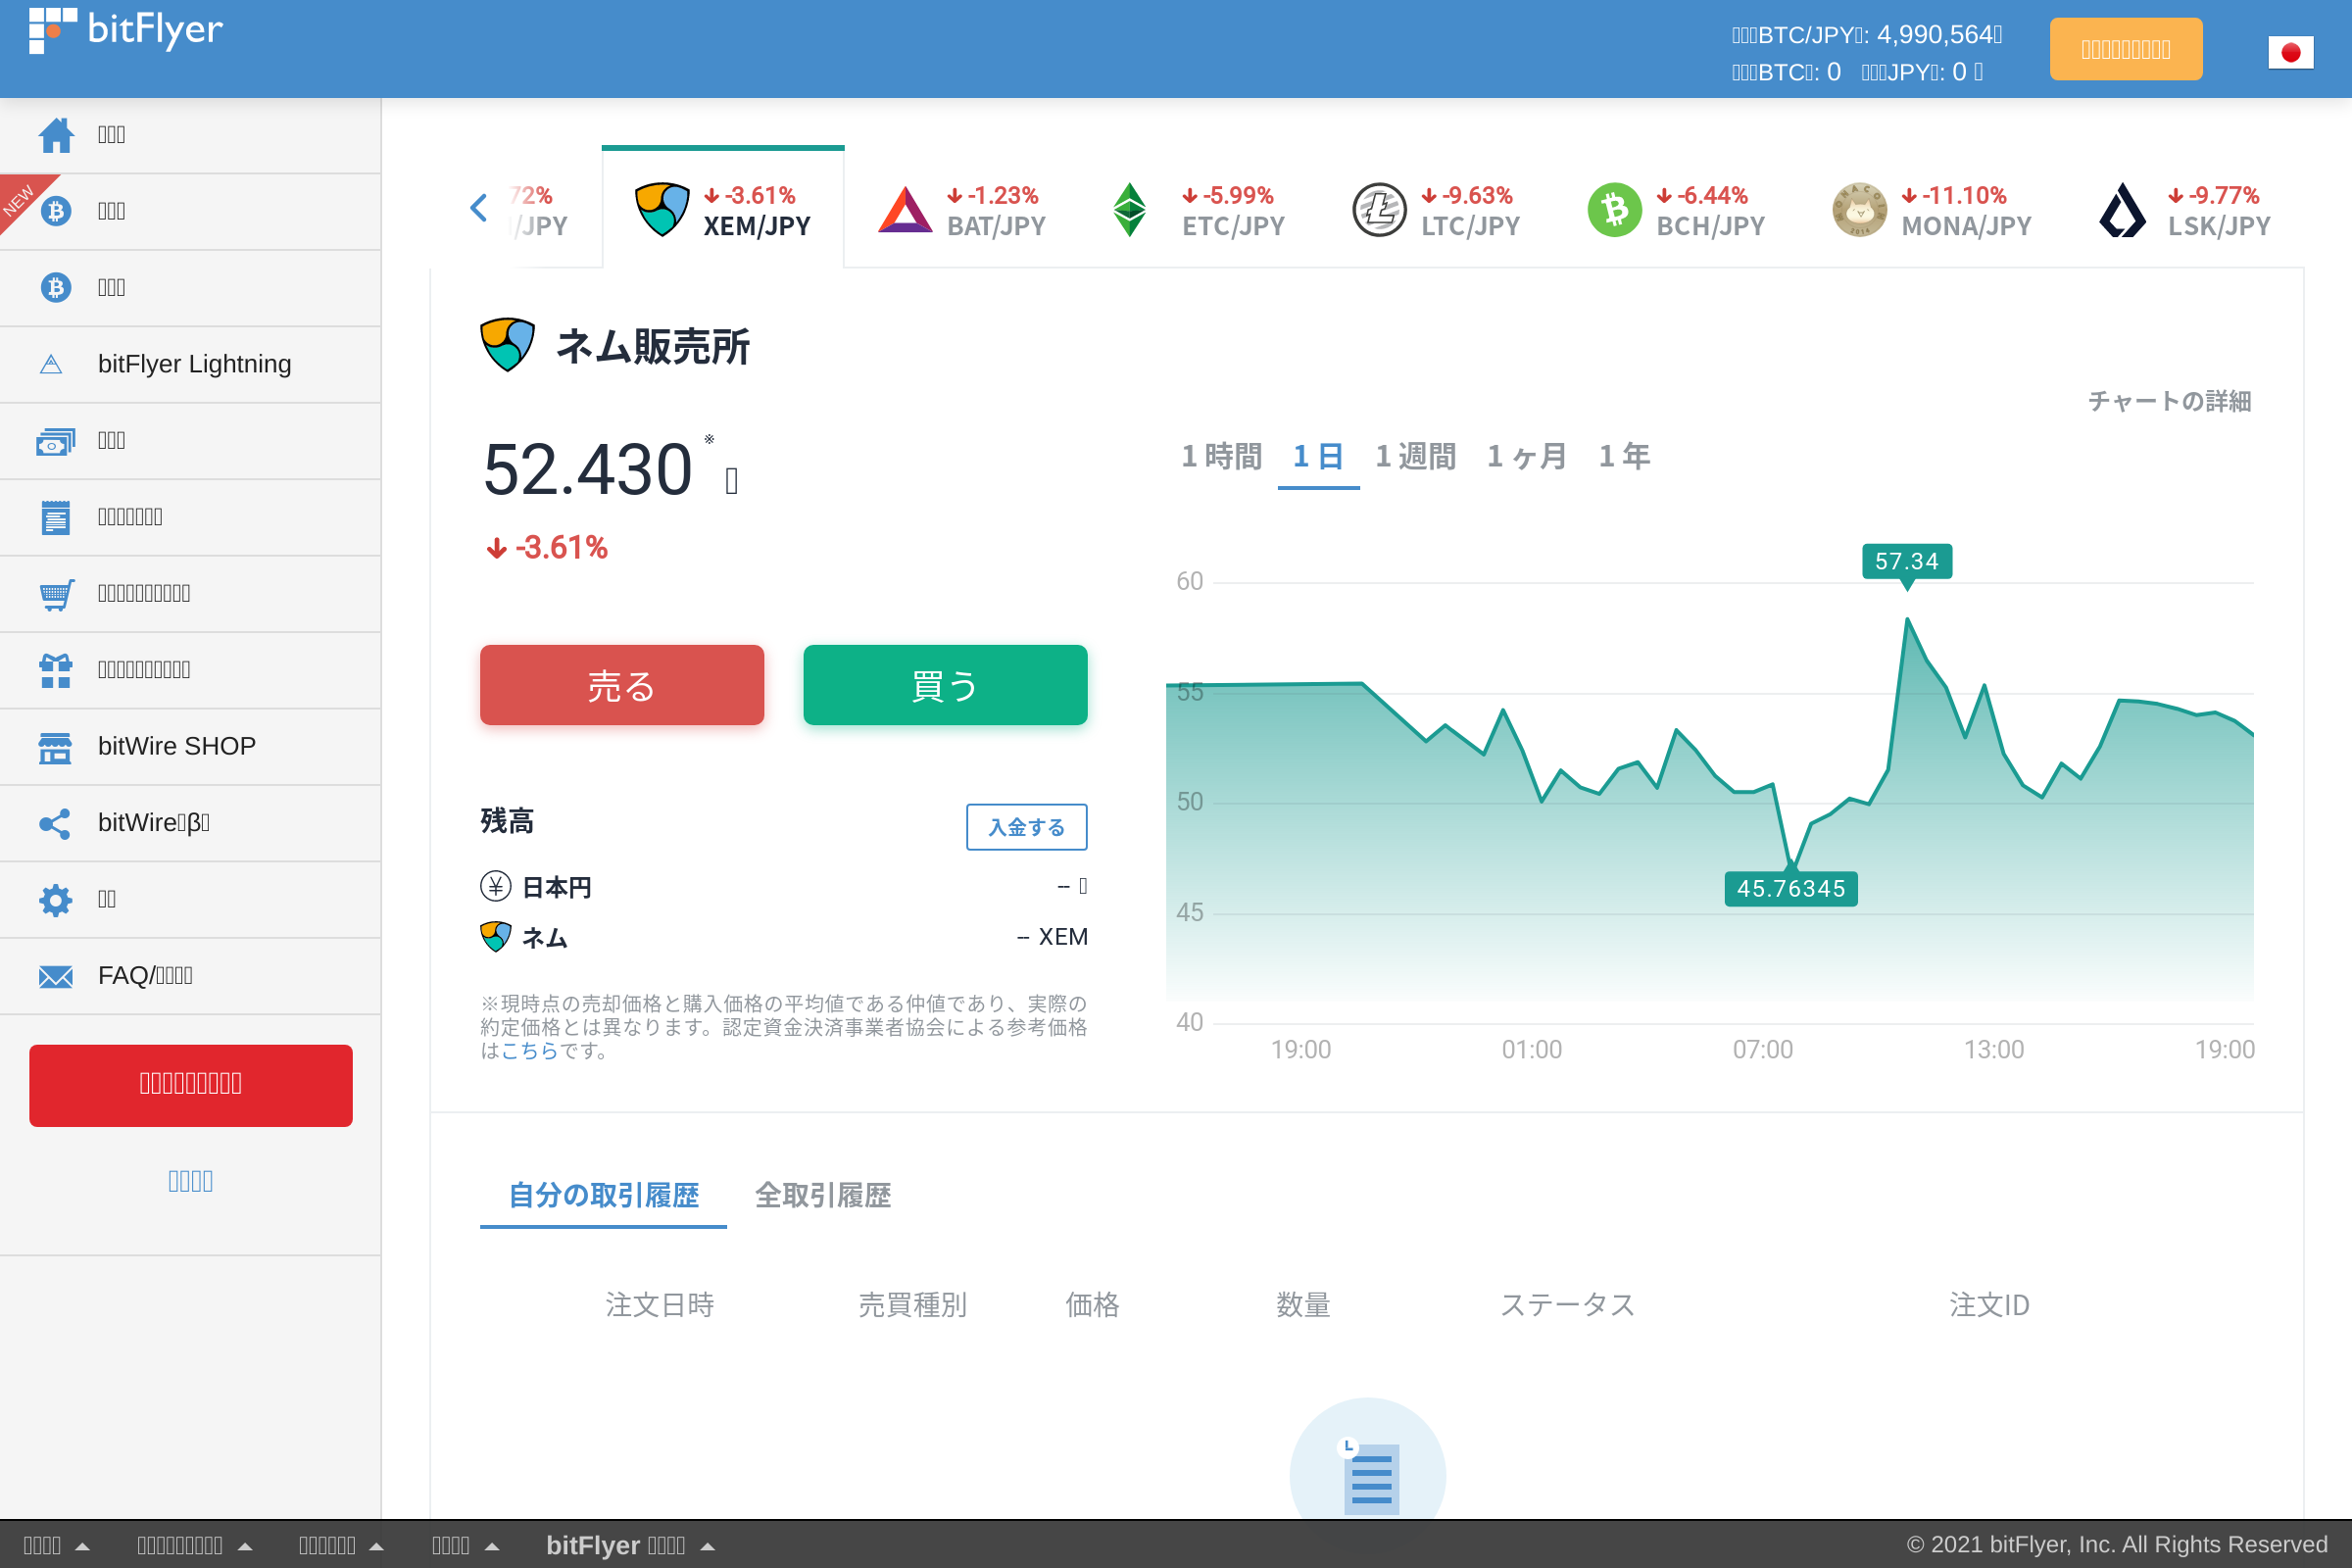 bitFlyer
BTC/JPY: 4,990,564
BTC: 0 JPY: 0
NEW
bitFlyer Lightning
bitWire SHOP
bitWire β
FAQ/
72%
/JPY
-3.61%
XEM/JPY
-1.23%
BAT/JPY
-5.99%
ETC/JPY
-9.63%
LTC/JPY
-6.44%
BCH/JPY
-11.10%
MONA/JPY
-9.77%
LSK/JPY
ネム販売所
チャートの詳細
52.430 ※
-3.61%
1 時間 1 日 1 週間 1 ヶ月 1 年
売る 買う
残高 入金する
日本円 --
ネム -- XEM
※現時点の売却価格と購入価格の平均値である仲値であり、実際の
約定価格とは異なります。認定資金決済事業者協会による参考価格
はこちらです。
57.34
60
55
50
45.76345
45
40
19:00 01:00 07:00 13:00 19:00
自分の取引履歴 全取引履歴
注文日時 売買種別 価格 数量 ステータス 注文ID
bitFlyer
© 2021 bitFlyer, Inc. All Rights Reserved